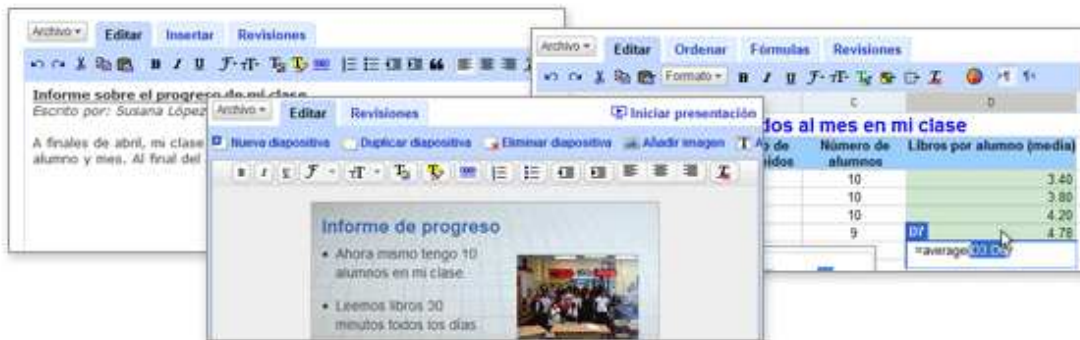 Archivo
Editar Insertar Revisiones
Informe sobre el progreso de mi clase
Escrito por: Susana López
A finales de abril, mi clase
alumno y mes. Al final del
Archivo
Editar Revisiones
Iniciar presentación
Nueva diapositiva Duplicar diapositiva Eliminar diapositiva Añadir imagen
Informe de progreso
Ahora mismo tengo 10
alumnos en mi clase.
Leemos libros 30
minutos todos los días
Archivo
Editar Ordenar Fórmulas Revisiones
Formato
C D
dos al mes en mi clase
de Número de Libros por alumno (media)
idos alumnos
10 3.40
10 3.80
10 4.20
9 4.78
D7
=average(D3:D6)